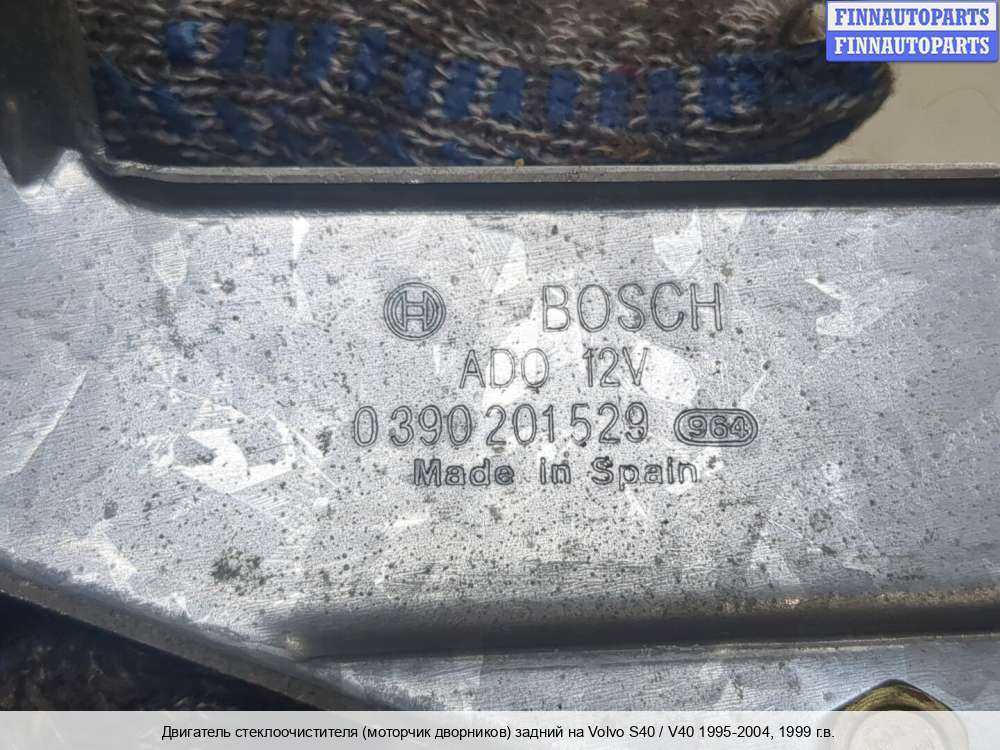 FINNAUTOPARTS
FINNAUTOPARTS
BOSCH
ADO 12V
0 390 201 529 964
Made in Spain
Двигатель стеклоочистителя (моторчик дворников) задний на Volvo S40 / V40 1995-2004, 1999 г.в.